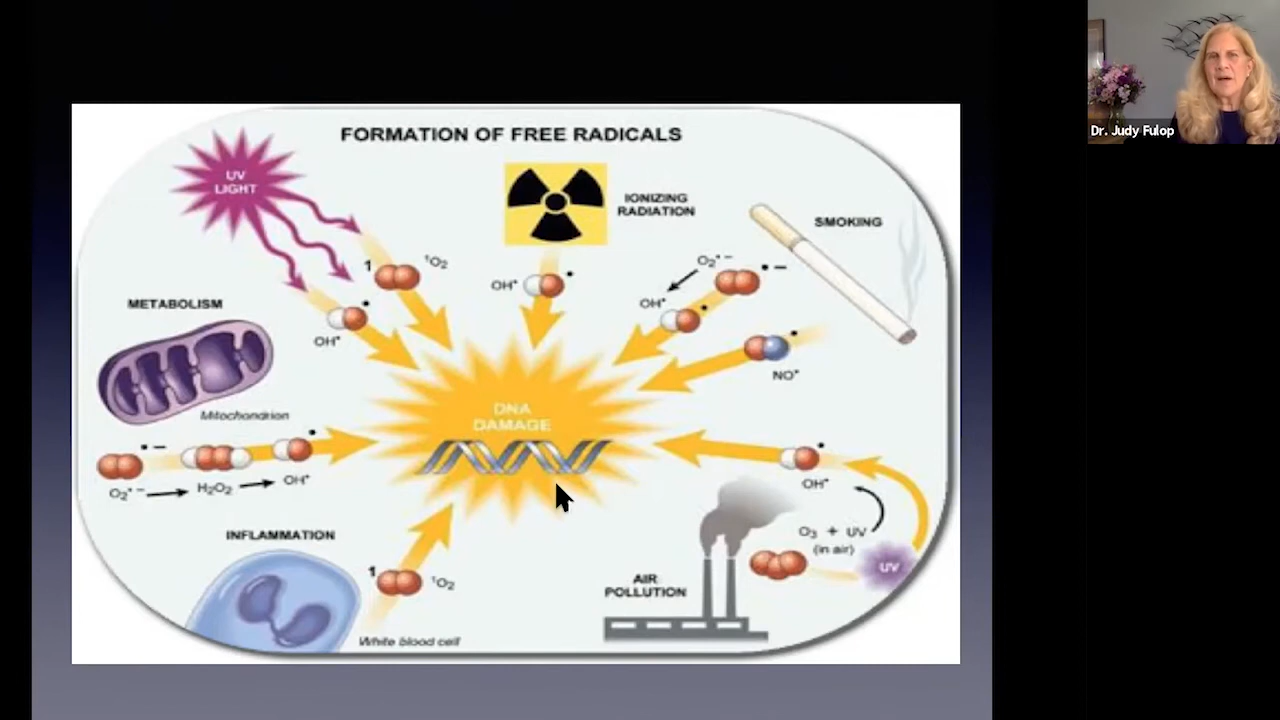 FORMATION OF FREE RADICALS
UV
LIGHT
IONIZING
RADIATION
SMOKING
1
¹O₂
OH•
OH•
O₂•−
OH•
NO•
METABOLISM
Mitochondrion
O₂•− → H₂O₂ → OH•
DNA
DAMAGE
INFLAMMATION
1
¹O₂
White blood cell
AIR
POLLUTION
OH•
O₃ + UV
(in air)
UV
Dr. Judy Fulop